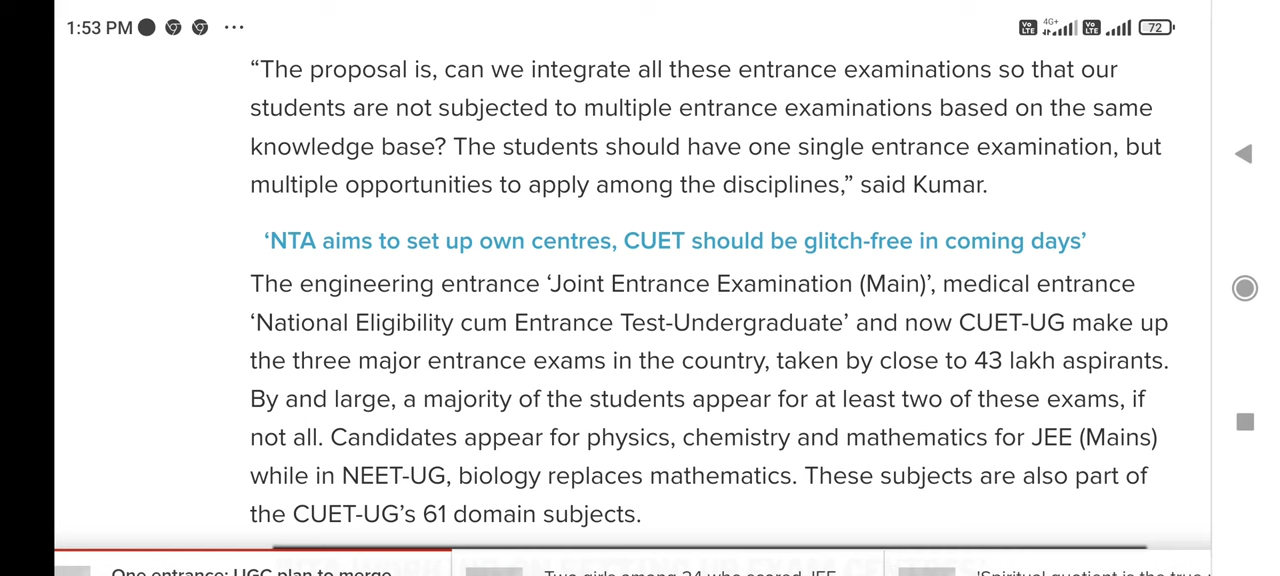 1:53 PM
Vo LTE 4G+ Vo LTE 72
“The proposal is, can we integrate all these entrance examinations so that our
students are not subjected to multiple entrance examinations based on the same
knowledge base? The students should have one single entrance examination, but
multiple opportunities to apply among the disciplines,” said Kumar.
‘NTA aims to set up own centres, CUET should be glitch-free in coming days’
The engineering entrance ‘Joint Entrance Examination (Main)’, medical entrance
‘National Eligibility cum Entrance Test-Undergraduate’ and now CUET-UG make up
the three major entrance exams in the country, taken by close to 43 lakh aspirants.
By and large, a majority of the students appear for at least two of these exams, if
not all. Candidates appear for physics, chemistry and mathematics for JEE (Mains)
while in NEET-UG, biology replaces mathematics. These subjects are also part of
the CUET-UG’s 61 domain subjects.
One entrance: UGC plan to merge
Two girls among 24 who scored JEE
'Spiritual quotient is the true